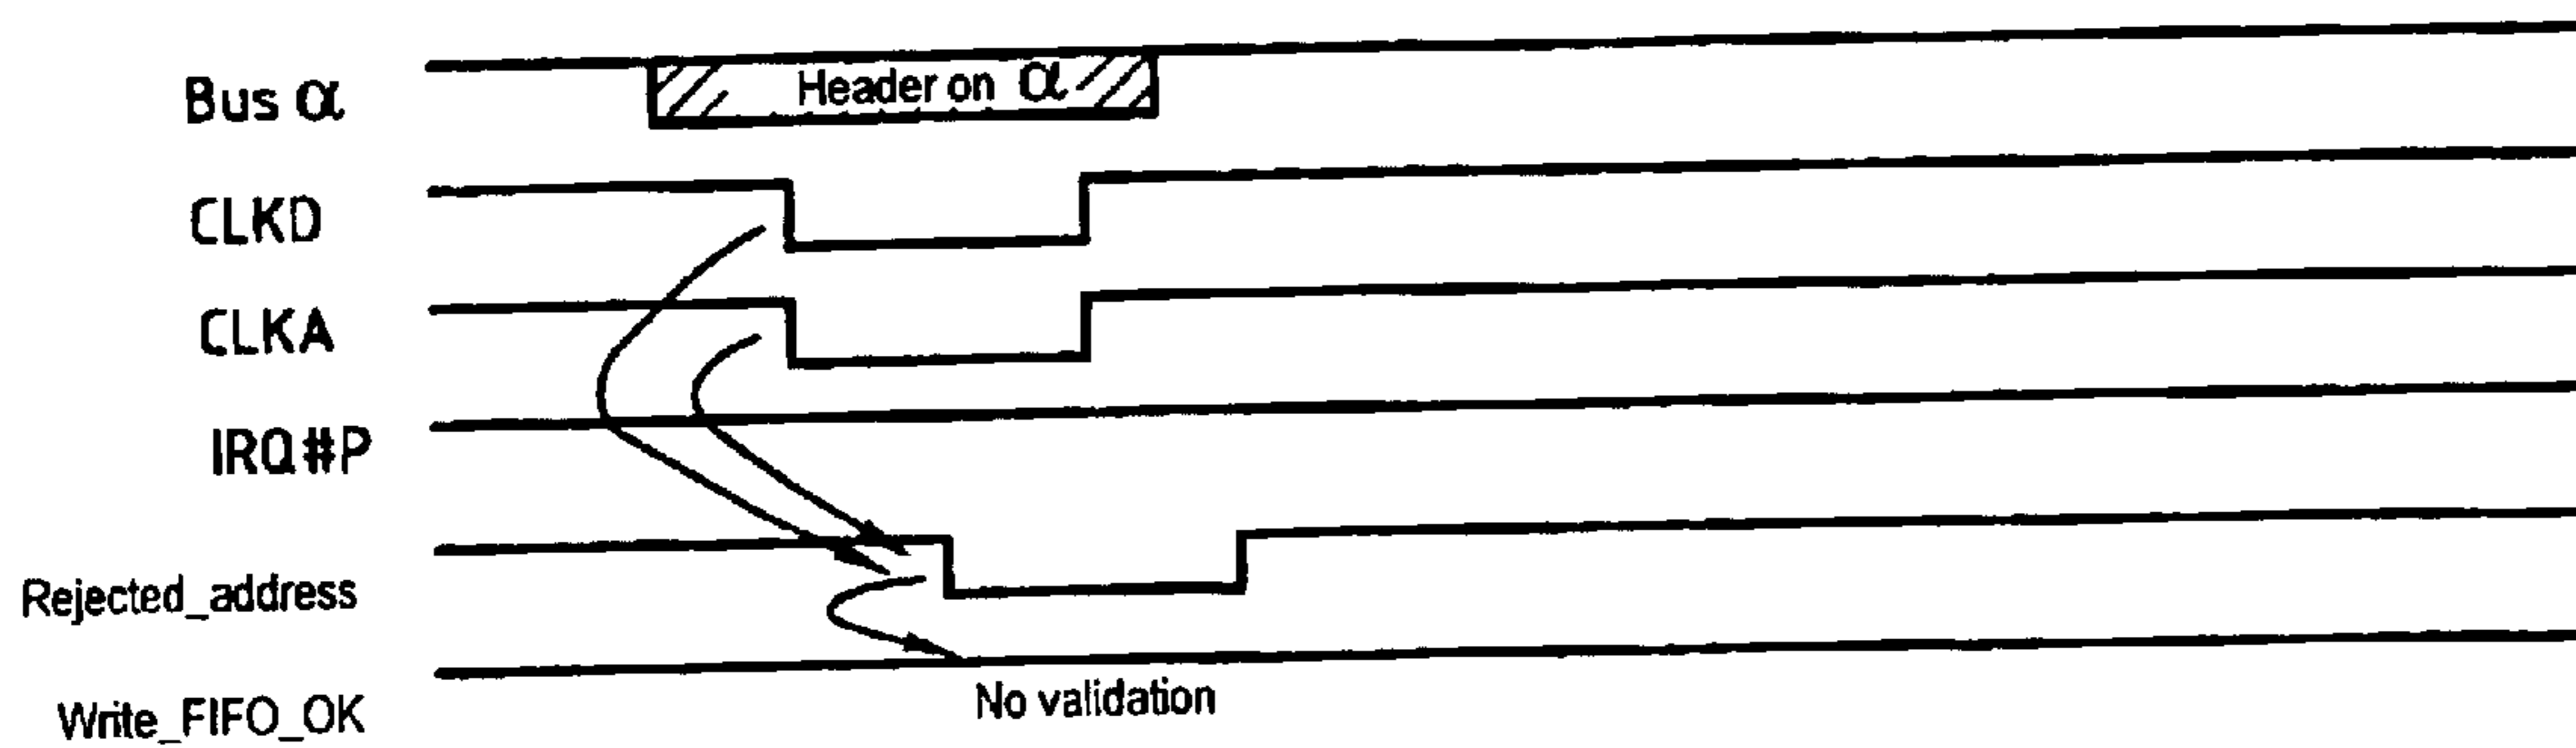 Bus α
Header on α
CLKD
CLKA
IRQ#P
Rejected_address
Write_FIFO_OK
No validation